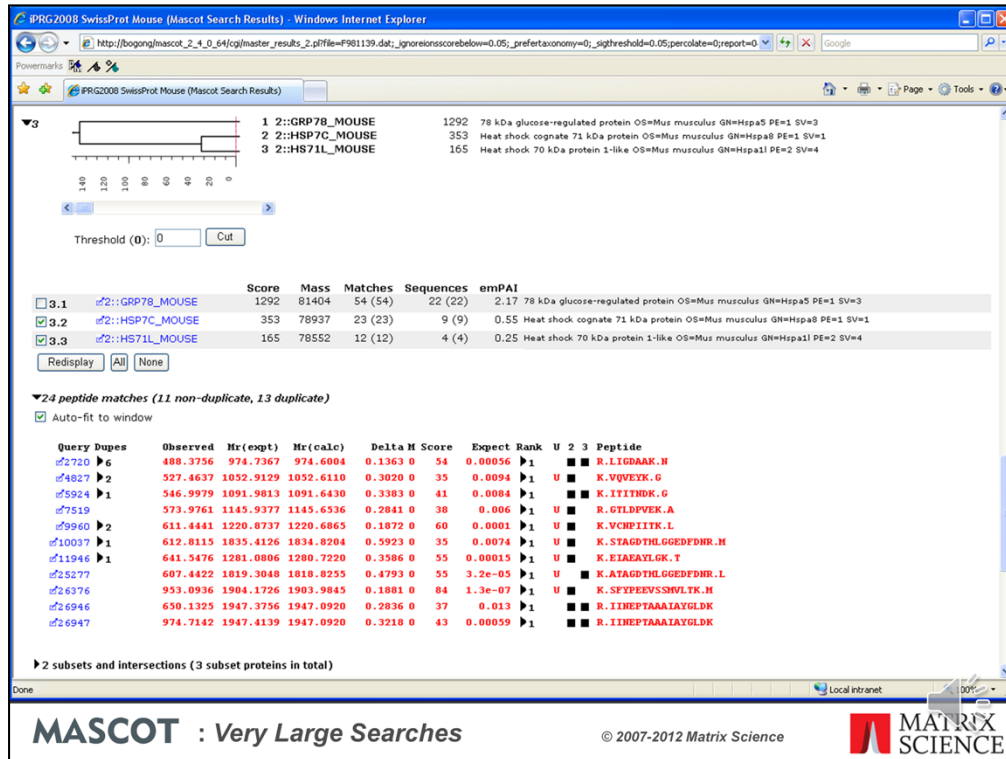 iPRG2008 SwissProt Mouse (Mascot Search Results) - Windows Internet Explorer
http://bogong/mascot_2_4_0_64/cgi/master_results_2.pl?file=F981139.dat;_ignoreionsscorebelow=0.05;_prefertaxonomy=0;_sigthreshold=0.05;percolate=0;report=0
Google
Powermarks
iPRG2008 SwissProt Mouse (Mascot Search Results)
Page Tools
3
1 2::GRP78_MOUSE 1292 78 kDa glucose-regulated protein OS=Mus musculus GN=Hspa5 PE=1 SV=3
2 2::HSP7C_MOUSE 353 Heat shock cognate 71 kDa protein OS=Mus musculus GN=Hspa8 PE=1 SV=1
3 2::HS71L_MOUSE 165 Heat shock 70 kDa protein 1-like OS=Mus musculus GN=Hspa1l PE=2 SV=4
140 120 100 80 60 40 20 0
Threshold (0): 0 Cut
Score Mass Matches Sequences emPAI
3.1 2::GRP78_MOUSE 1292 81404 54 (54) 22 (22) 2.17 78 kDa glucose-regulated protein OS=Mus musculus GN=Hspa5 PE=1 SV=3
3.2 2::HSP7C_MOUSE 353 78937 23 (23) 9 (9) 0.55 Heat shock cognate 71 kDa protein OS=Mus musculus GN=Hspa8 PE=1 SV=1
3.3 2::HS71L_MOUSE 165 78552 12 (12) 4 (4) 0.25 Heat shock 70 kDa protein 1-like OS=Mus musculus GN=Hspa1l PE=2 SV=4
Redisplay All None
24 peptide matches (11 non-duplicate, 13 duplicate)
Auto-fit to window
Query Dupes Observed Mr(expt) Mr(calc) Delta M Score Expect Rank U 2 3 Peptide
2720 6 488.3756 974.7367 974.6004 0.1363 0 54 0.00056 1 R.LIGDAAK.N
4827 2 527.4637 1052.9129 1052.6110 0.3020 0 35 0.0094 1 U K.VQVEYK.G
5924 1 546.9979 1091.9813 1091.6430 0.3383 0 41 0.0084 1 K.ITITNDK.G
7519 573.9761 1145.9377 1145.6536 0.2841 0 38 0.006 1 U R.GTLDPVEK.A
9960 2 611.4441 1220.8737 1220.6865 0.1872 0 60 0.0001 1 U K.VCNPIITK.L
10037 1 612.8115 1835.4126 1834.8204 0.5923 0 35 0.0074 1 U K.STAGDTHLGGEDFDNR.M
11946 1 641.5476 1281.0806 1280.7220 0.3586 0 55 0.00015 1 U K.EIAEAYLGK.T
25277 607.4422 1819.3048 1818.8255 0.4793 0 55 3.2e-05 1 U K.ATAGDTHLGGEDFDNR.L
26376 953.0936 1904.1726 1903.9845 0.1881 0 84 1.3e-07 1 U K.SFYPEEVSSMVLTK.M
26946 650.1325 1947.3756 1947.0920 0.2836 0 37 0.013 1 R.IINEPTAAAIAYGLDK
26947 974.7142 1947.4139 1947.0920 0.3218 0 43 0.00059 1 R.IINEPTAAAIAYGLDK
2 subsets and intersections (3 subset proteins in total)
Done Local intranet 100%
MASCOT : Very Large Searches © 2007-2012 Matrix Science MATRIX
SCIENCE